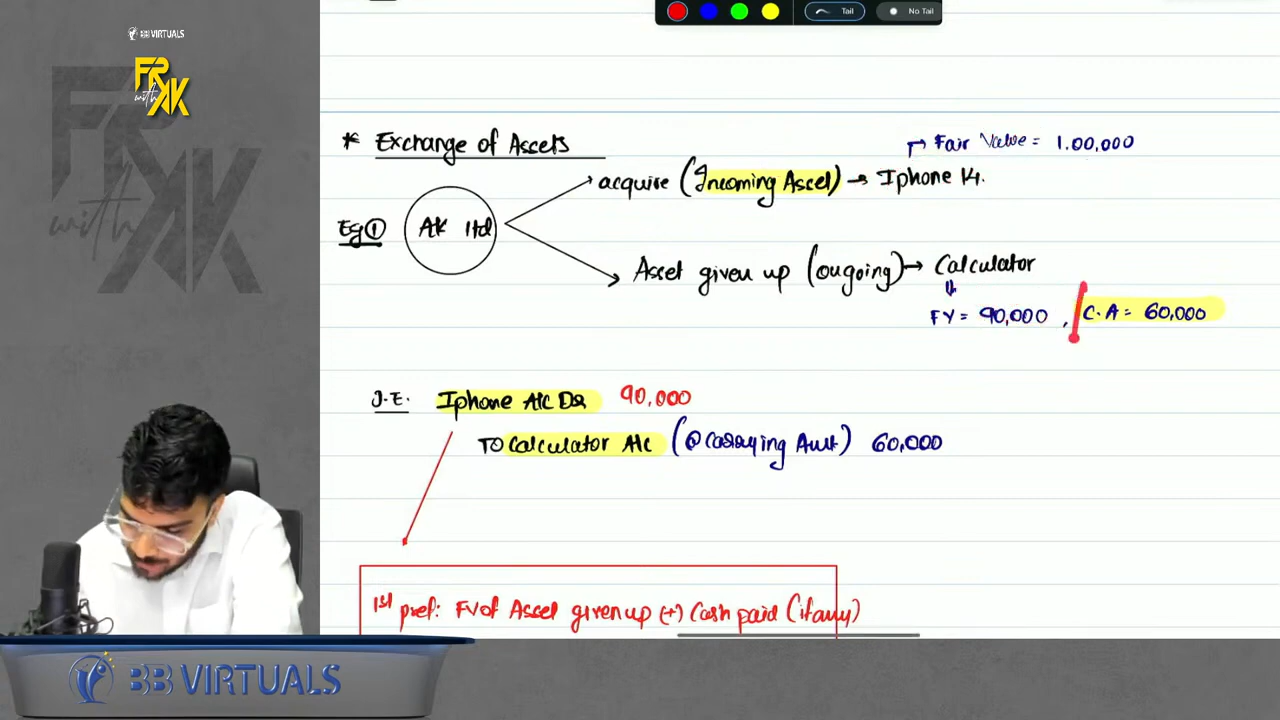 BB VIRTUALS
FR
with AK
Tail
No Tail
* Exchange of Assets
Fair Value = 1,00,000
acquire (Incoming Asset) → Iphone 14.
Eg ① AK ltd
Asset given up (ougoing) → Calculator
FV = 90,000 , C.A = 60,000
J.E. Iphone A/C DR 90,000
TO Calculator A/c (@ Carrying Amt) 60,000
1st pref: FV of Asset given up (+) Cash paid (if any)
BB VIRTUALS